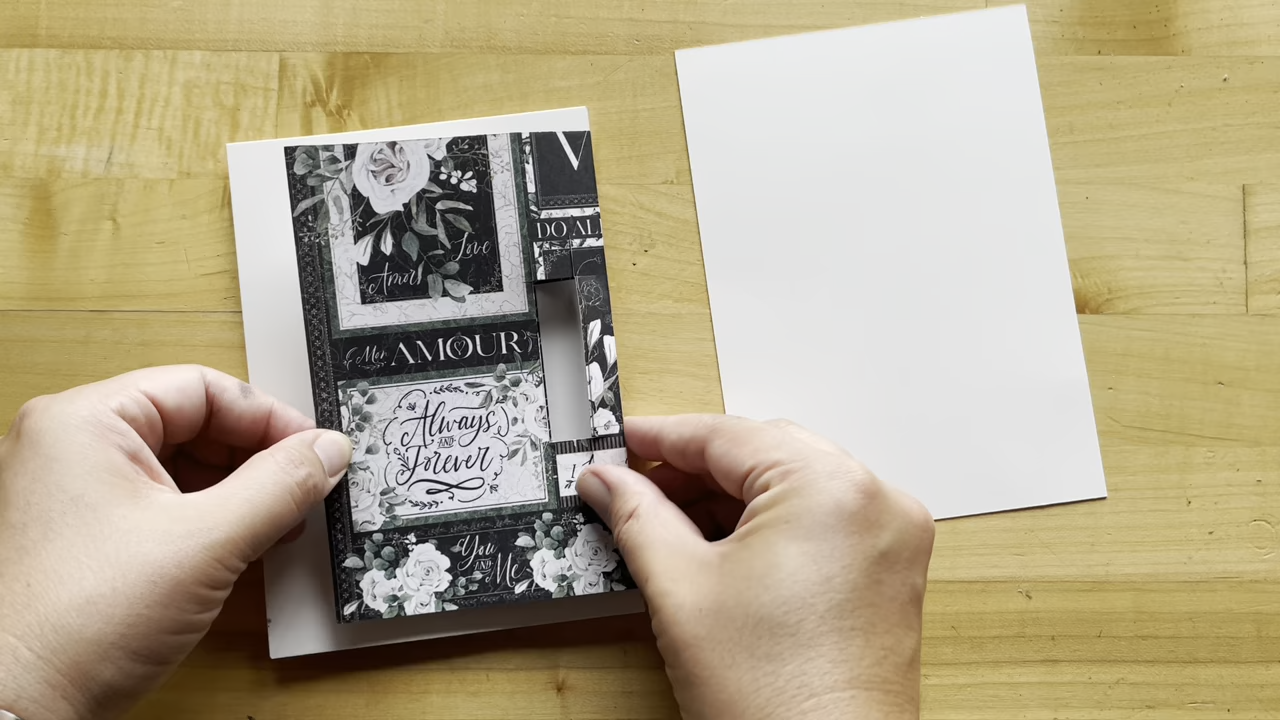 V
DO AL
Love
Amor
Mon AMOUR
Always
AND
Forever
You
AND
Me